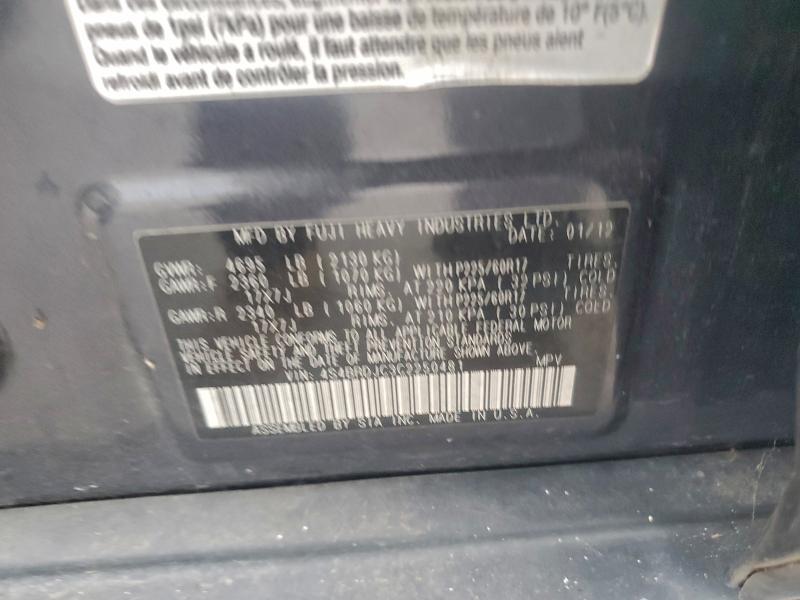 pneus de 1psi (7kPa) pour une baisse de température de 10° F(5°C).
Quand le véhicule a roulé, il faut attendre que les pneus aient
refroidi avant de contrôler la pression.
MFD BY FUJI HEAVY INDUSTRIES LTD.
DATE: 01/12
GVWR: 4695 LB ( 2130 KG)
GAWR:F 2360 LB ( 1070 KG) WITH P225/60R17 TIRES,
17X7J RIMS, AT 220 KPA ( 32 PSI) COLD
GAWR:R 2340 LB ( 1060 KG) WITH P225/60R17 TIRES,
17X7J RIMS, AT 210 KPA ( 30 PSI) COLD
THIS VEHICLE CONFORMS TO ALL APPLICABLE FEDERAL MOTOR
VEHICLE SAFETY AND THEFT PREVENTION STANDARDS
IN EFFECT ON THE DATE OF MANUFACTURE SHOWN ABOVE.
VIN: MPV
ASSEMBLED BY SIA INC. MADE IN U.S.A.